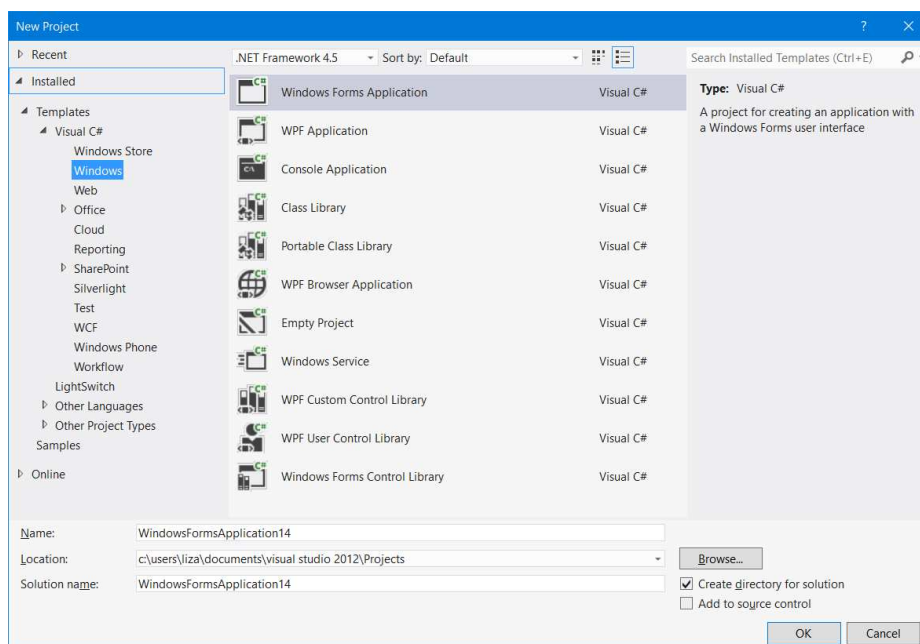 New Project
Recent
Installed
Templates
Visual C#
Windows Store
Windows
Web
Office
Cloud
Reporting
SharePoint
Silverlight
Test
WCF
Windows Phone
Workflow
LightSwitch
Other Languages
Other Project Types
Samples
Online
.NET Framework 4.5 Sort by: Default
Windows Forms Application Visual C#
WPF Application Visual C#
Console Application Visual C#
Class Library Visual C#
Portable Class Library Visual C#
WPF Browser Application Visual C#
Empty Project Visual C#
Windows Service Visual C#
WPF Custom Control Library Visual C#
WPF User Control Library Visual C#
Windows Forms Control Library Visual C#
Search Installed Templates (Ctrl+E)
Type: Visual C#
A project for creating an application with
a Windows Forms user interface
Name: WindowsFormsApplication14
Location: c:\users\liza\documents\visual studio 2012\Projects
Browse...
Solution name: WindowsFormsApplication14
Create directory for solution
Add to source control
OK Cancel